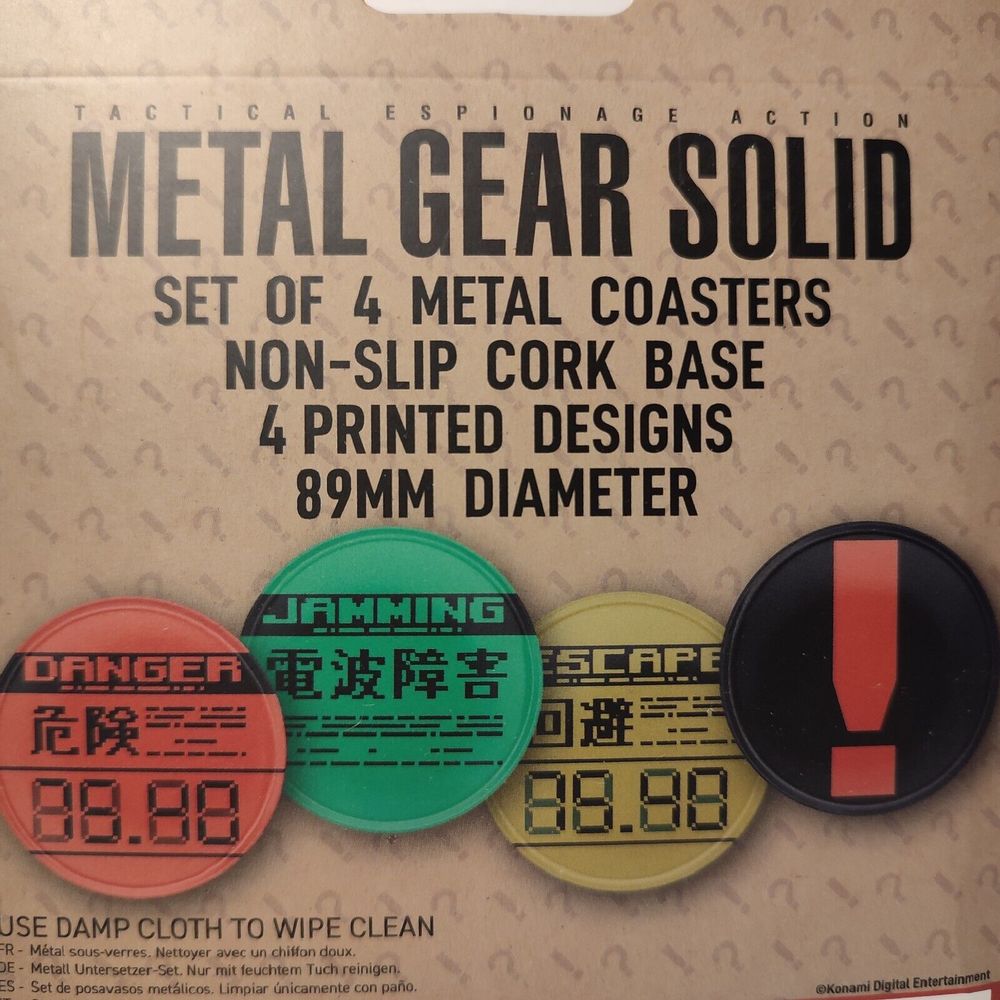 TACTICAL ESPIONAGE ACTION
METAL GEAR SOLID
SET OF 4 METAL COASTERS
NON-SLIP CORK BASE
4 PRINTED DESIGNS
89MM DIAMETER
DANGER
危険
88.88
JAMMING
電波障害
ESCAPE
回避
88.88
!
USE DAMP CLOTH TO WIPE CLEAN
FR - Métal sous-verres. Nettoyer avec un chiffon doux.
DE - Metall Untersetzer-Set. Nur mit feuchtem Tuch reinigen.
ES - Set de posavasos metálicos. Limpiar únicamente con paño.
©Konami Digital Entertainment